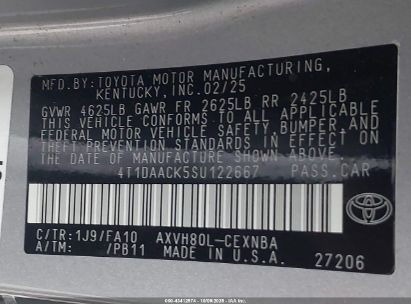 MFD. BY: TOYOTA MOTOR MANUFACTURING,
KENTUCKY, INC. 02/25
GVWR 4625LB GAWR FR 2625LB RR 2425LB
THIS VEHICLE CONFORMS TO ALL APPLICABLE
FEDERAL MOTOR VEHICLE SAFETY, BUMPER, AND
THEFT PREVENTION STANDARDS IN EFFECT ON
THE DATE OF MANUFACTURE SHOWN ABOVE.
4T1DAACK5SU122667 PASS. CAR
C/TR: 1J9/FA10 AXVH80L-CEXNBA
A/TM: /PB11 MADE IN U.S.A.
27206
TOYOTA